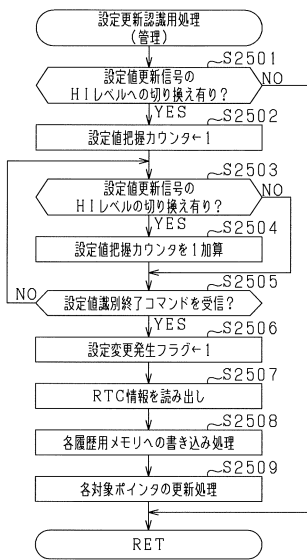 設定更新認識用処理
(管理)
S2501
設定値更新信号の
HIレベルへの切り換え有り?
NO
YES
S2502
設定値把握カウンタ←1
S2503
設定値更新信号の
HIレベルの切り換え有り?
NO
YES
S2504
設定値把握カウンタを1加算
S2505
NO
設定値識別終了コマンドを受信?
YES
S2506
設定変更発生フラグ←1
S2507
RTC情報を読み出し
S2508
各履歴用メモリへの書き込み処理
S2509
各対象ポインタの更新処理
RET